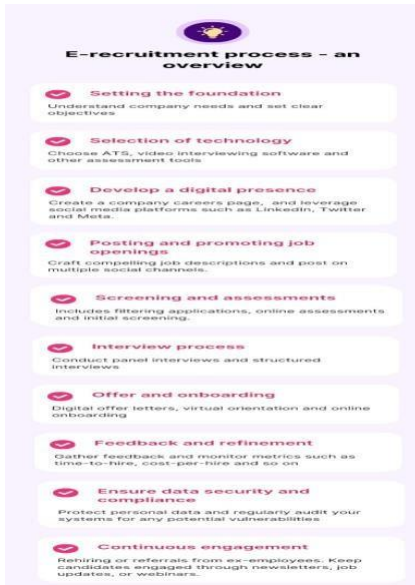 E-recruitment process - an
overview
Setting the foundation
Understand company needs and set clear
objectives
Selection of technology
Choose ATS, video interviewing software and
other assessment tools
Develop a digital presence
Create a company careers page,  and leverage
social media platforms such as LinkedIn, Twitter
and Meta.
Posting and promoting job
openings
Craft compelling job descriptions and post on
multiple social channels.
Screening and assessments
Includes filtering applications, online assessments
and initial screening.
Interview process
Conduct panel interviews and structured
interviews
Offer and onboarding
Digital offer letters, virtual orientation and online
onboarding
Feedback and refinement
Gather feedback and monitor metrics such as
time-to-hire, cost-per-hire and so on
Ensure data security and
compliance
Protect personal data and regularly audit your
systems for any potential vulnerabilities
Continuous engagement
Rehiring or referrals from ex-employees. Keep
candidates engaged through newsletters, job
updates, or webinars.